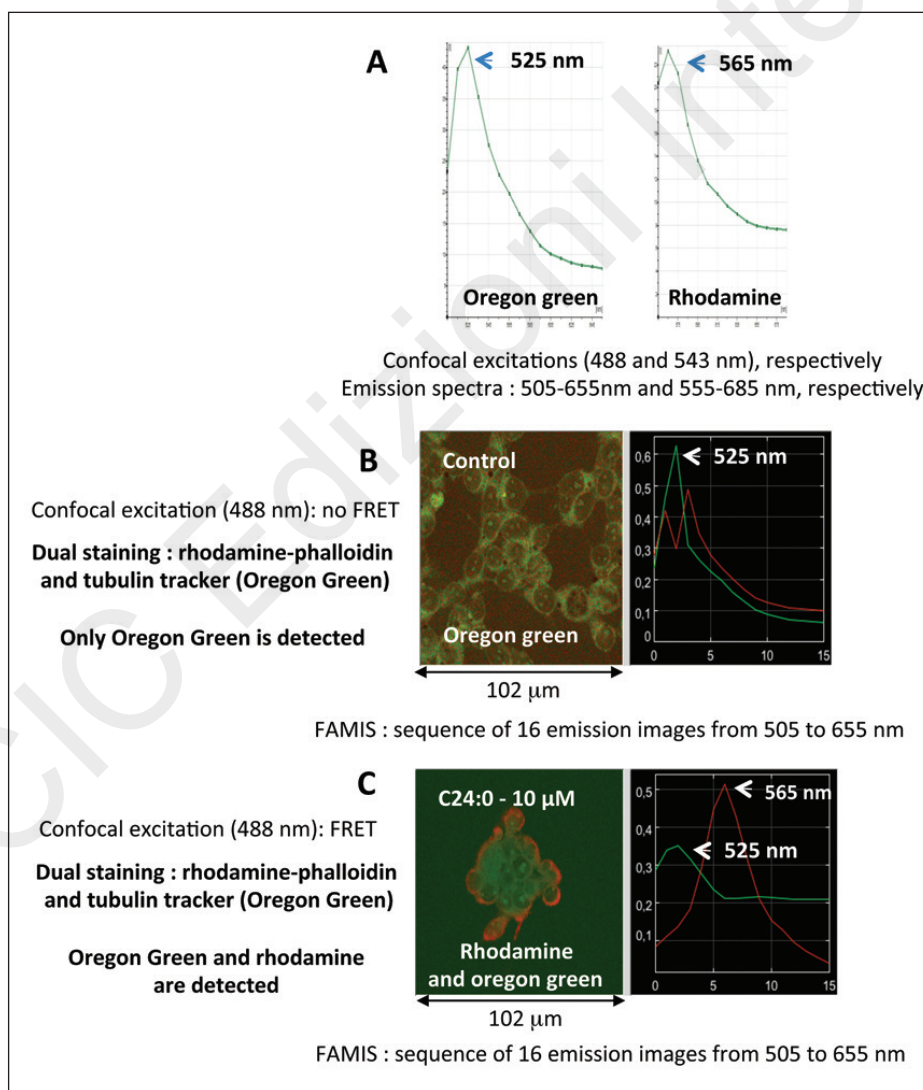 CIC Edizioni Inte
A
525 nm
565 nm
Oregon green
Rhodamine
Confocal excitations (488 and 543 nm), respectively
Emission spectra : 505-655nm and 555-685 nm, respectively
B
Control
Oregon green
0,6
0,5
0,4
0,3
0,2
0,1
0
525 nm
0 5 10 15
Confocal excitation (488 nm): no FRET
Dual staining : rhodamine-phalloidin
and tubulin tracker (Oregon Green)
Only Oregon Green is detected
102 µm
FAMIS : sequence of 16 emission images from 505 to 655 nm
C
C24:0 - 10 µM
Rhodamine
and oregon green
0,5
0,4
0,3
0,2
0,1
565 nm
525 nm
0 5 10 15
Confocal excitation (488 nm): FRET
Dual staining : rhodamine-phalloidin
and tubulin tracker (Oregon Green)
Oregon Green and rhodamine
are detected
102 µm
FAMIS : sequence of 16 emission images from 505 to 655 nm